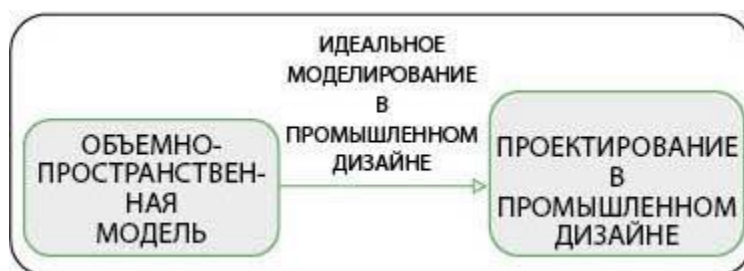 ОБЪЕМНО-
ПРОСТРАНСТВЕН-
НАЯ
МОДЕЛЬ
ИДЕАЛЬНОЕ
МОДЕЛИРОВАНИЕ
В
ПРОМЫШЛЕННОМ
ДИЗАЙНЕ
ПРОЕКТИРОВАНИЕ
В
ПРОМЫШЛЕННОМ
ДИЗАЙНЕ